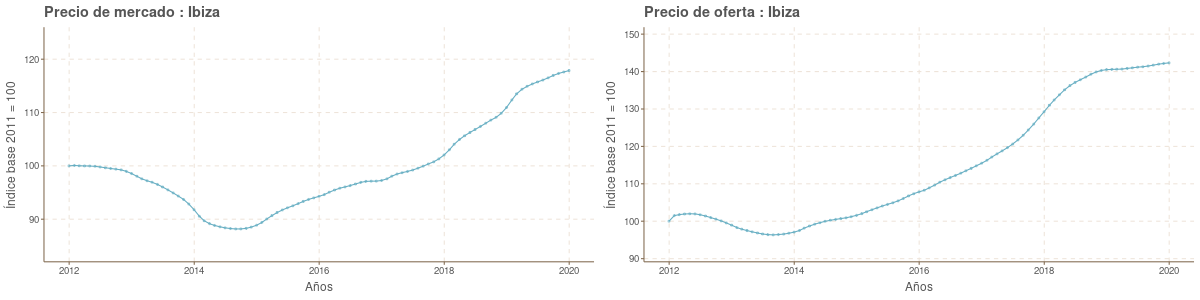 Precio de mercado : Ibiza
Índice base 2011 = 100
120
110
100
90
2012 2014 2016 2018 2020
Años
Precio de oferta : Ibiza
Índice base 2011 = 100
150
140
130
120
110
100
90
2012 2014 2016 2018 2020
Años